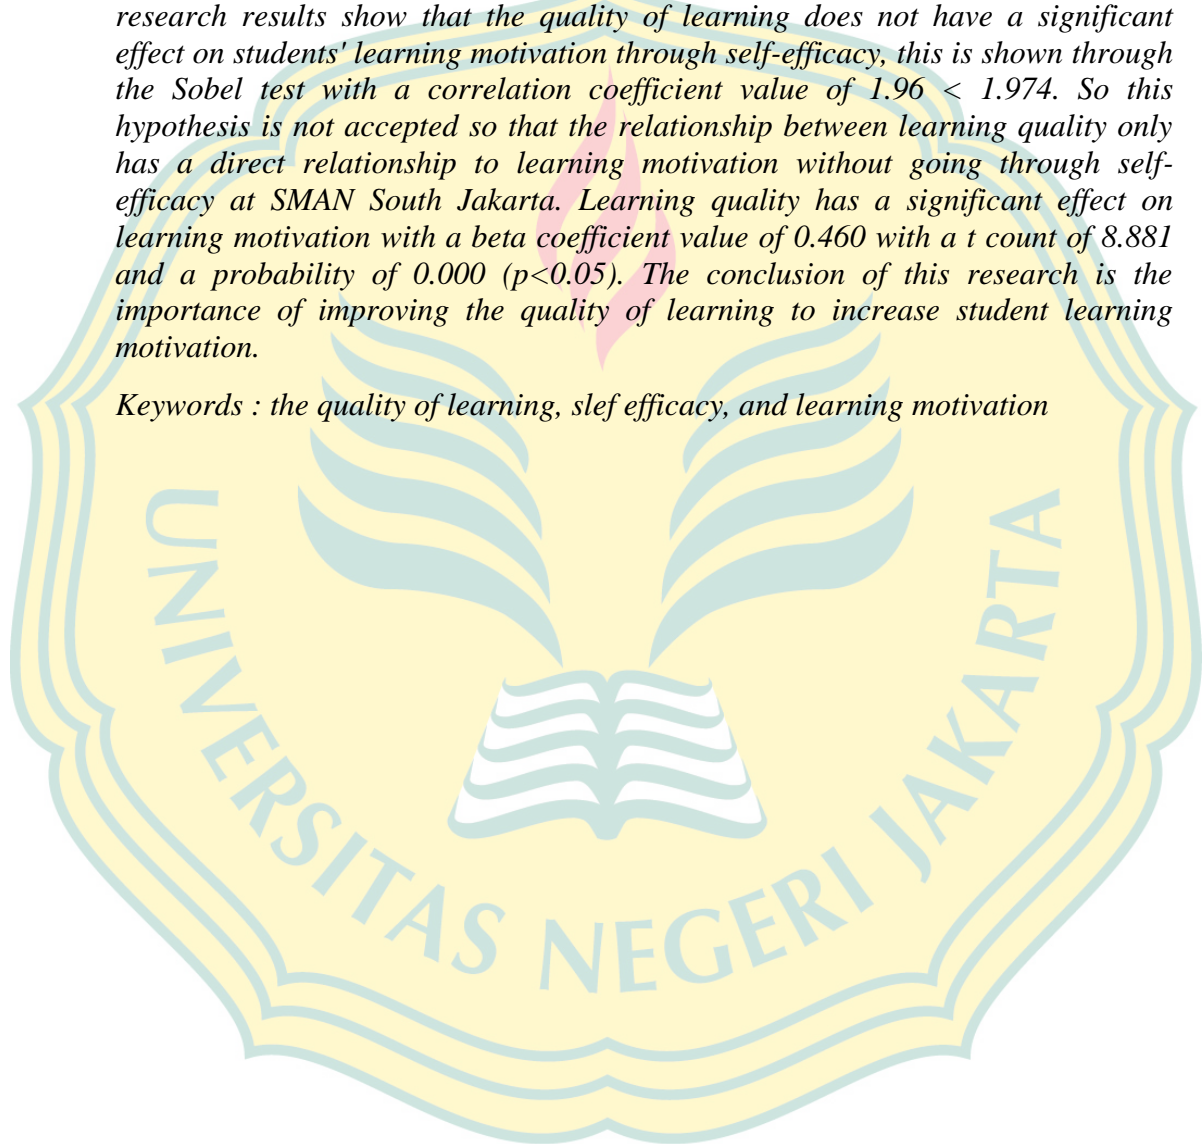 research results show that the quality of learning does not have a significant
effect on students' learning motivation through self-efficacy, this is shown through
the Sobel test with a correlation coefficient value of 1.96 < 1.974. So this
hypothesis is not accepted so that the relationship between learning quality only
has a direct relationship to learning motivation without going through self-
efficacy at SMAN South Jakarta. Learning quality has a significant effect on
learning motivation with a beta coefficient value of 0.460 with a t count of 8.881
and a probability of 0.000 (p<0.05). The conclusion of this research is the
importance of improving the quality of learning to increase student learning
motivation.
Keywords : the quality of learning, slef efficacy, and learning motivation
UNIVERSITAS NEGERI JAKARTA